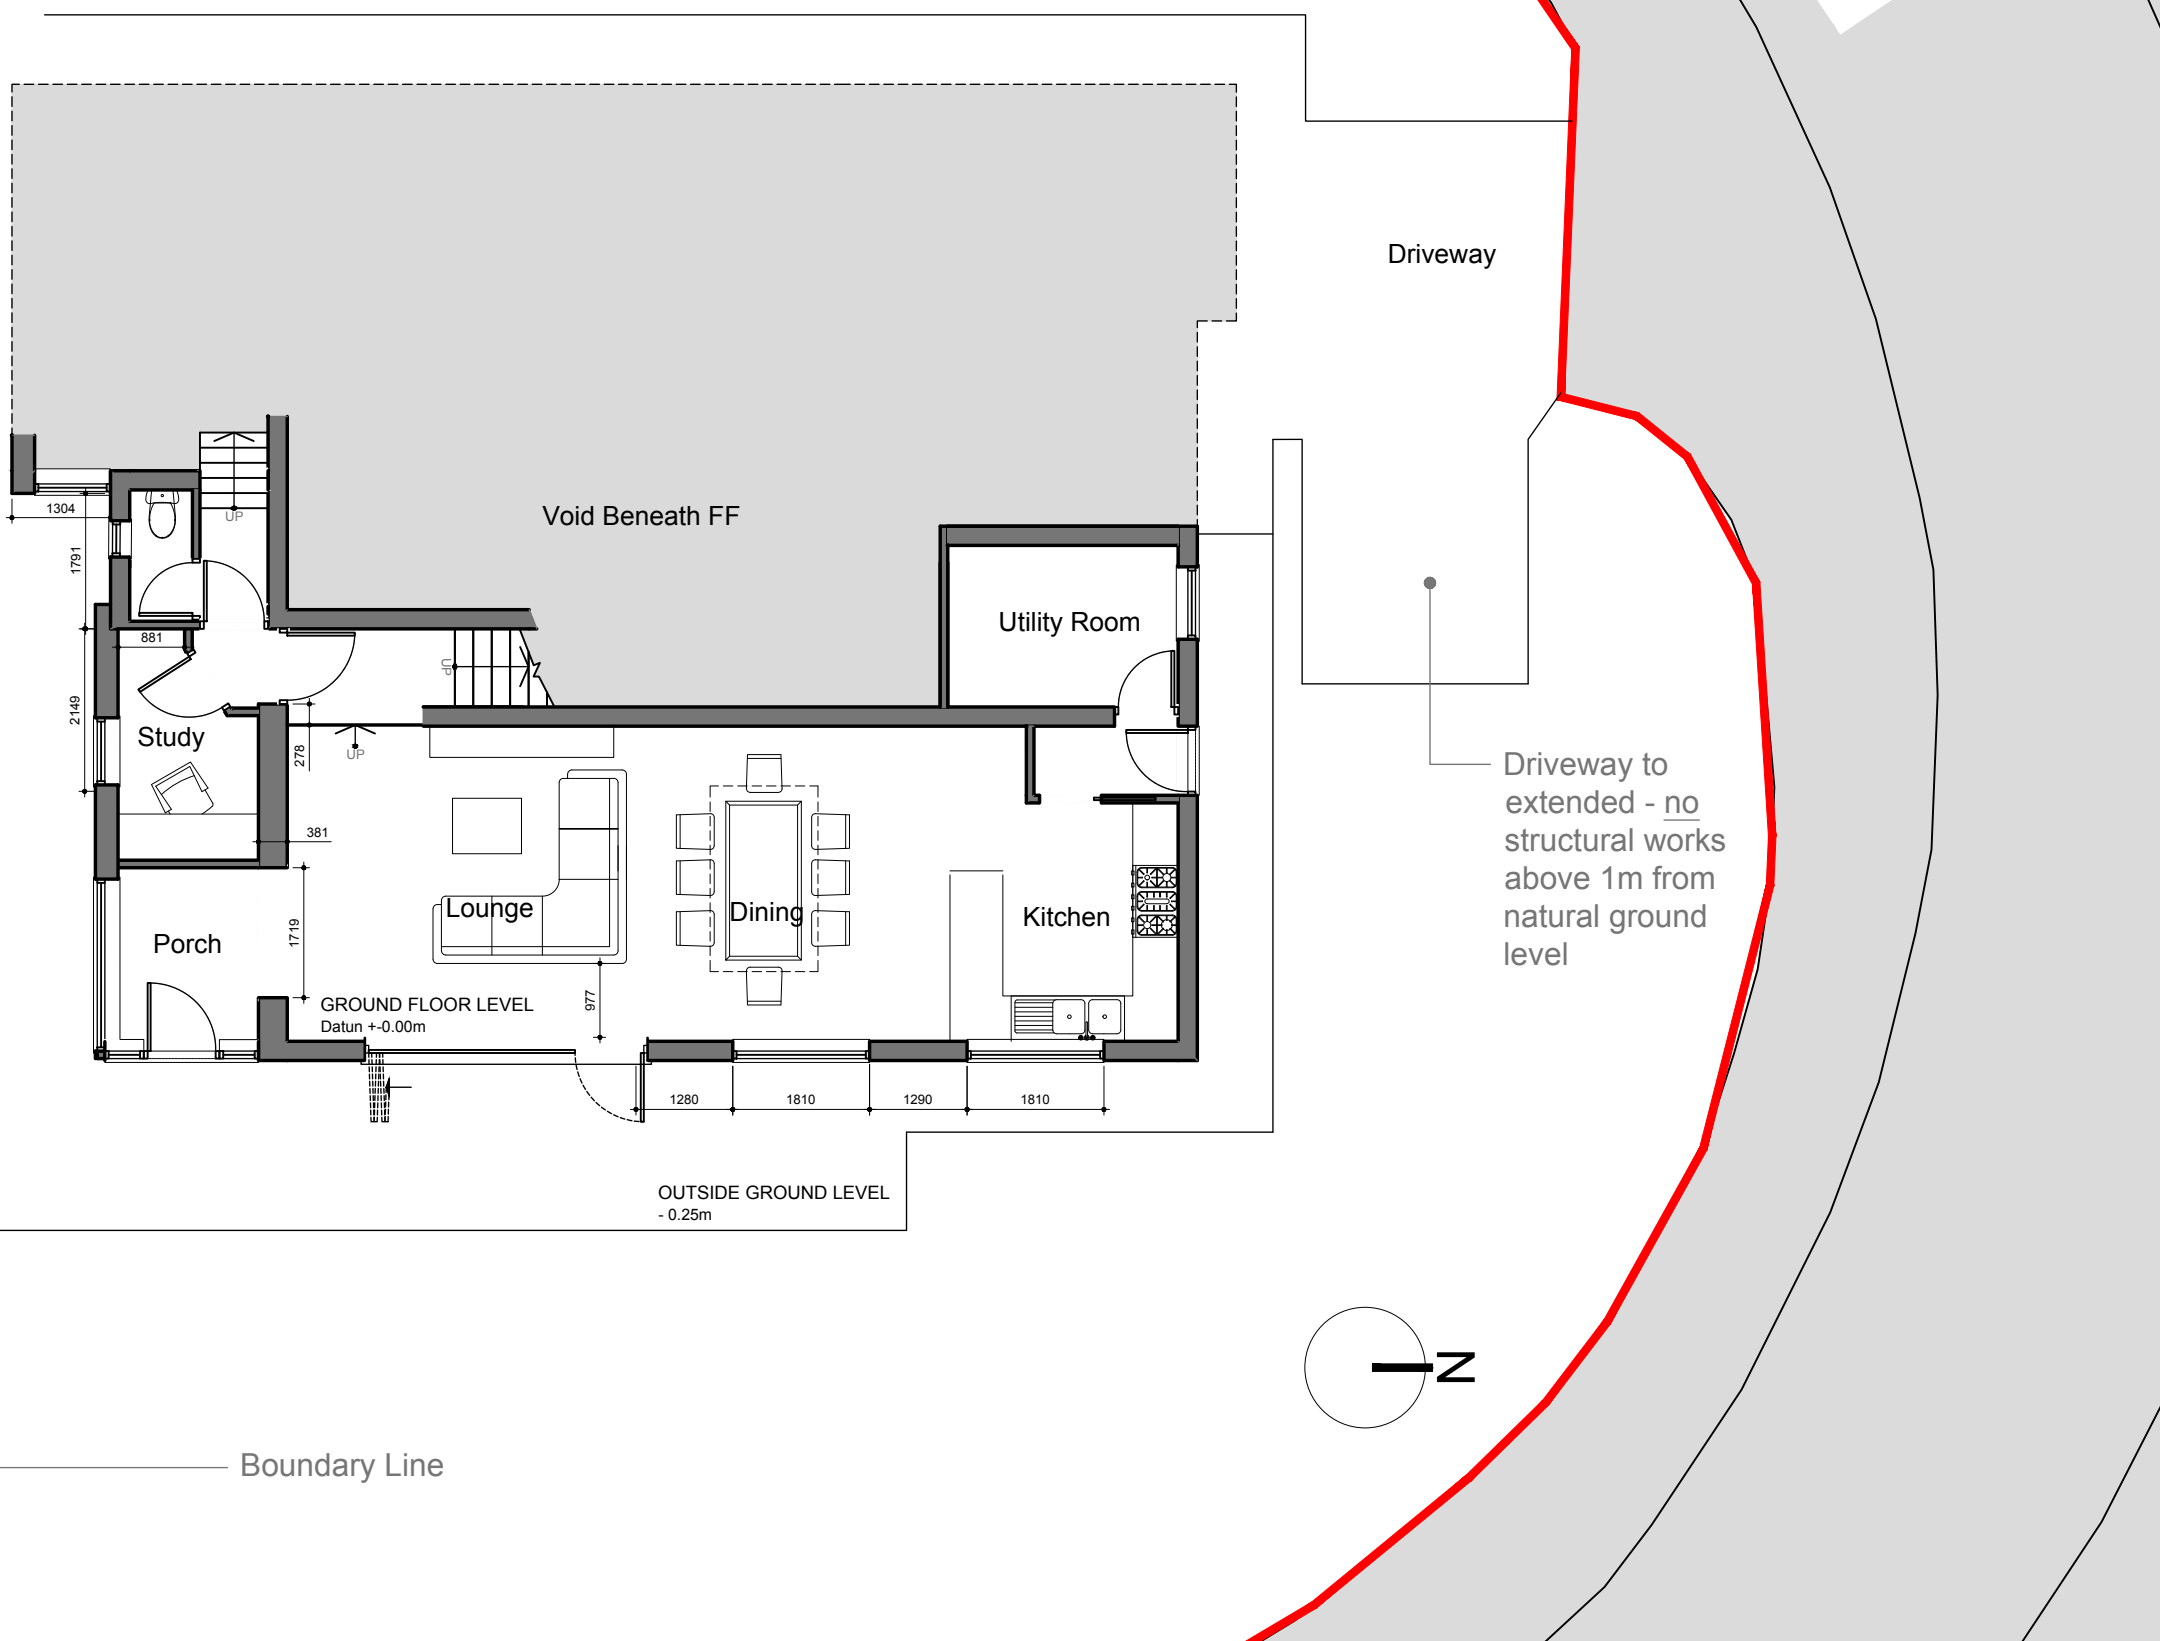 Driveway
1304
UP
Void Beneath FF
1791
Utility Room
881
UP
2149
Study
278
UP
Driveway to
extended - no
structural works
above 1m from
natural ground
level
381
Lounge
Dining
Kitchen
Porch
1719
977
GROUND FLOOR LEVEL
Datun +-0.00m
1280
1810
1290
1810
OUTSIDE GROUND LEVEL
- 0.25m
N
Boundary Line